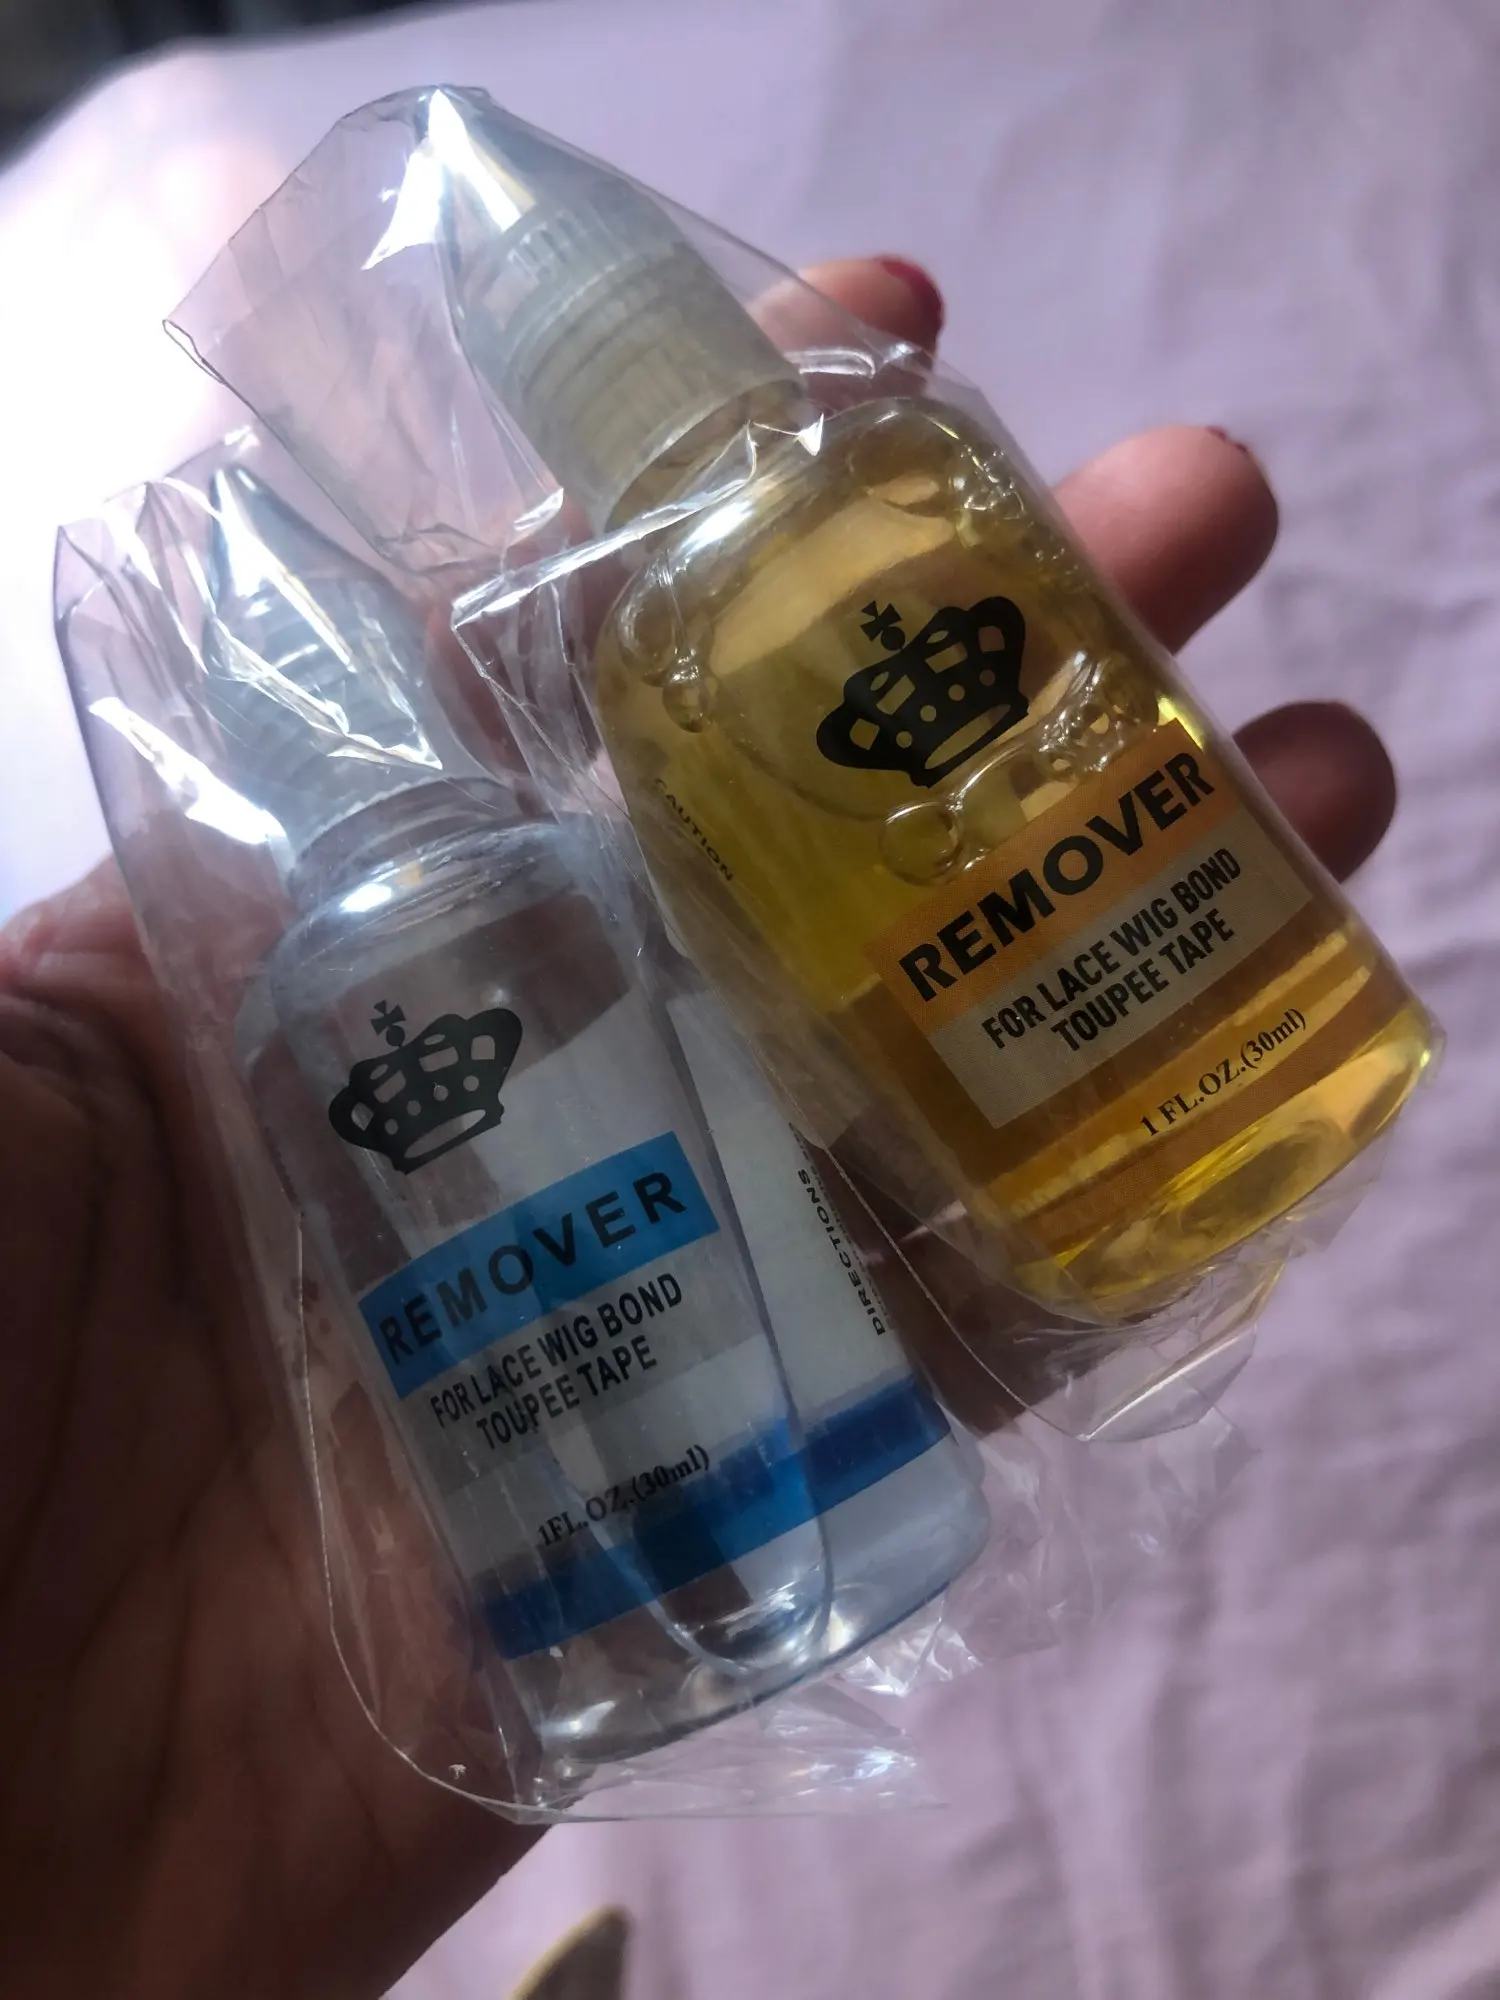 CAUTION
REMOVER
FOR LACE WIG BOND
TOUPEE TAPE
1 FL.OZ.(30ml)
REMOVER
FOR LACE WIG BOND
TOUPEE TAPE
1FL.OZ.(30ml)
DIRECTIONS